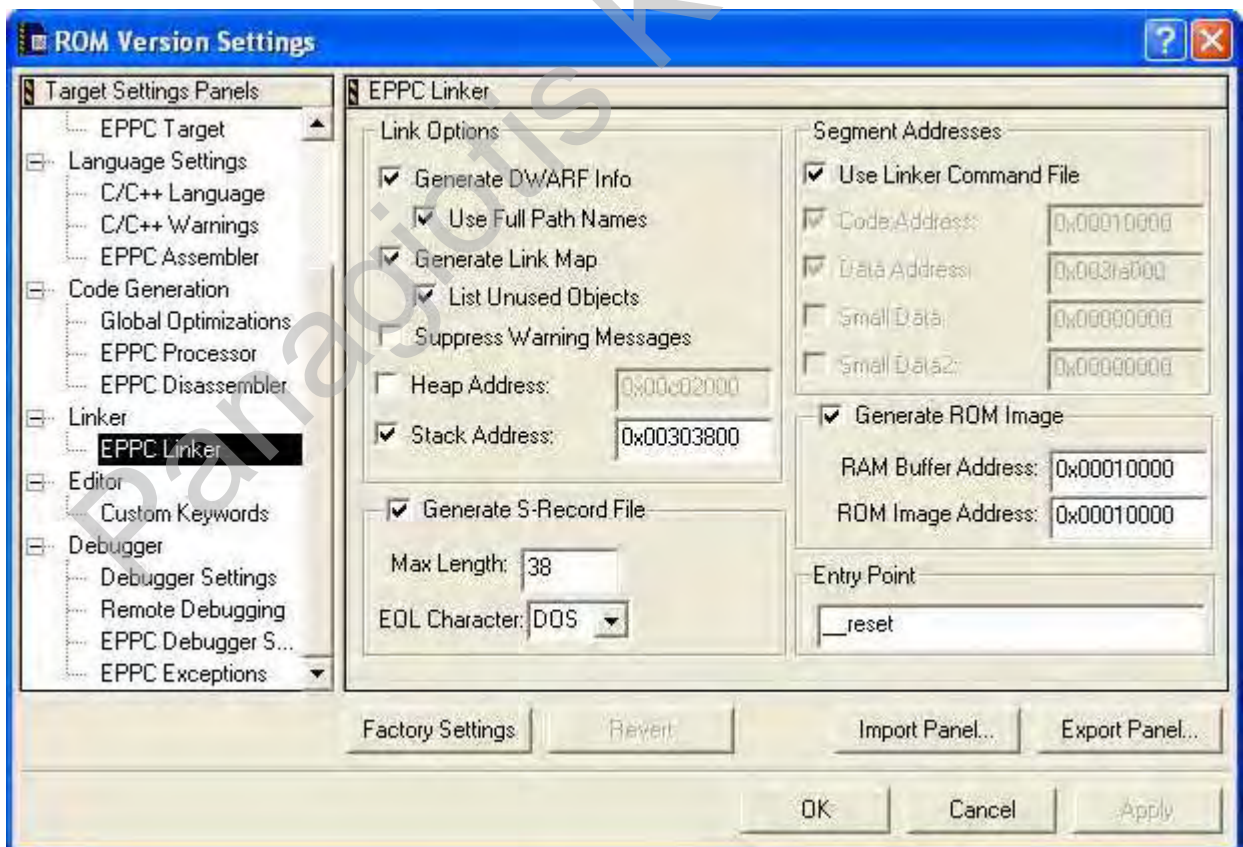 ROM Version Settings
Target Settings Panels
EPPC Target
Language Settings
C/C++ Language
C/C++ Warnings
EPPC Assembler
Code Generation
Global Optimizations
EPPC Processor
EPPC Disassembler
Linker
EPPC Linker
Editor
Custom Keywords
Debugger
Debugger Settings
Remote Debugging
EPPC Debugger S...
EPPC Exceptions
EPPC Linker
Link Options
Generate DWARF Info
Use Full Path Names
Generate Link Map
List Unused Objects
Suppress Warning Messages
Heap Address: 0x00c02000
Stack Address: 0x00303800
Generate S-Record File
Max Length: 38
EOL Character: DOS
Segment Addresses
Use Linker Command File
Code Address: 0x00010000
Data Address: 0x003fa000
Small Data: 0x00000000
Small Data2: 0x00000000
Generate ROM Image
RAM Buffer Address: 0x00010000
ROM Image Address: 0x00010000
Entry Point
__reset
Factory Settings
Revert
Import Panel...
Export Panel...
OK
Cancel
Apply
Panagiotis